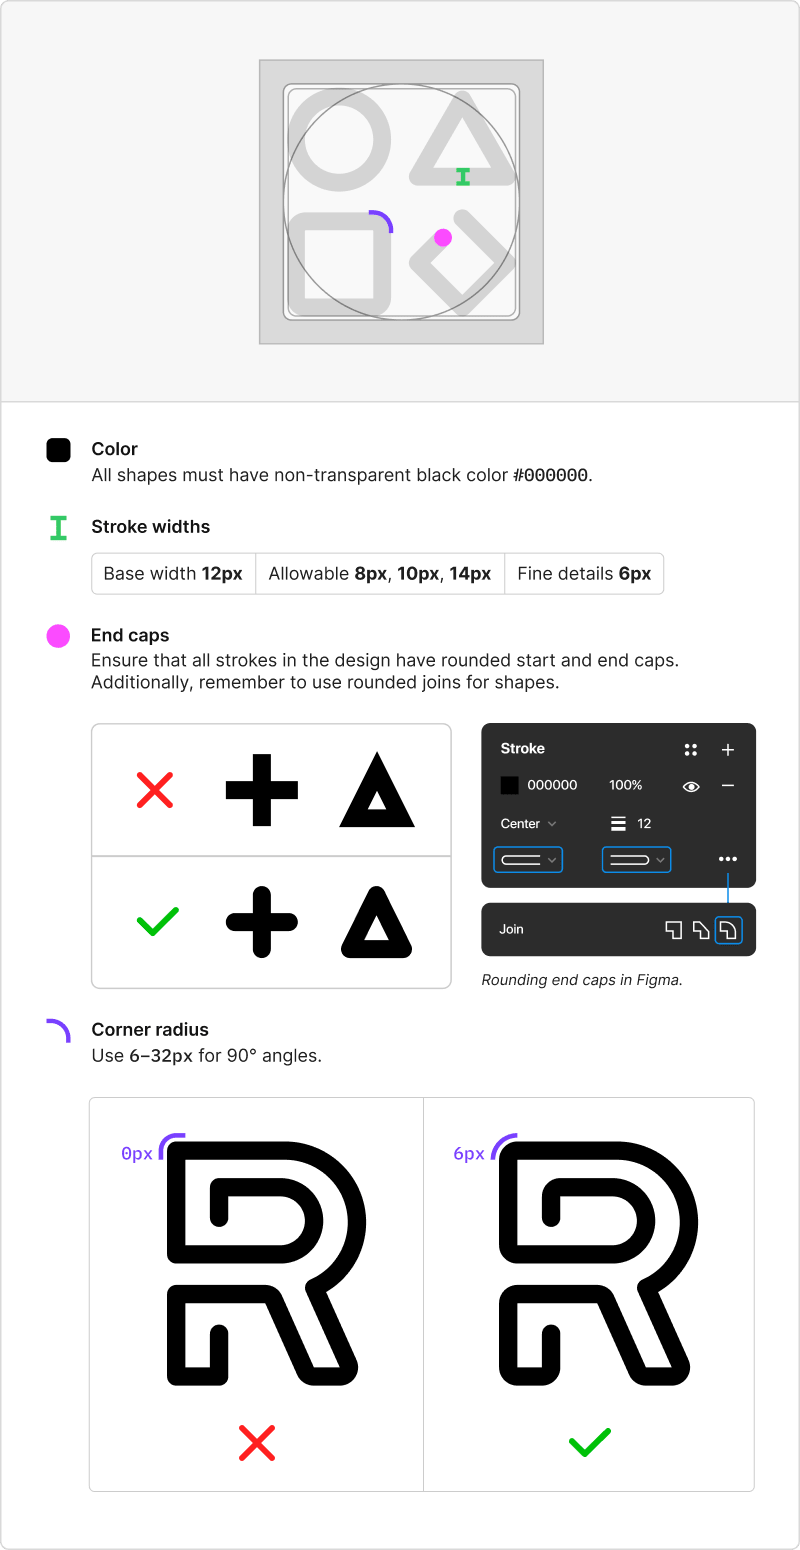 Color
All shapes must have non-transparent black color #000000.
Stroke widths
Base width 12px
Allowable 8px, 10px, 14px
Fine details 6px
End caps
Ensure that all strokes in the design have rounded start and end caps.
Additionally, remember to use rounded joins for shapes.
Stroke
000000 100%
Center 12
Join
Rounding end caps in Figma.
Corner radius
Use 6–32px for 90° angles.
0px
6px